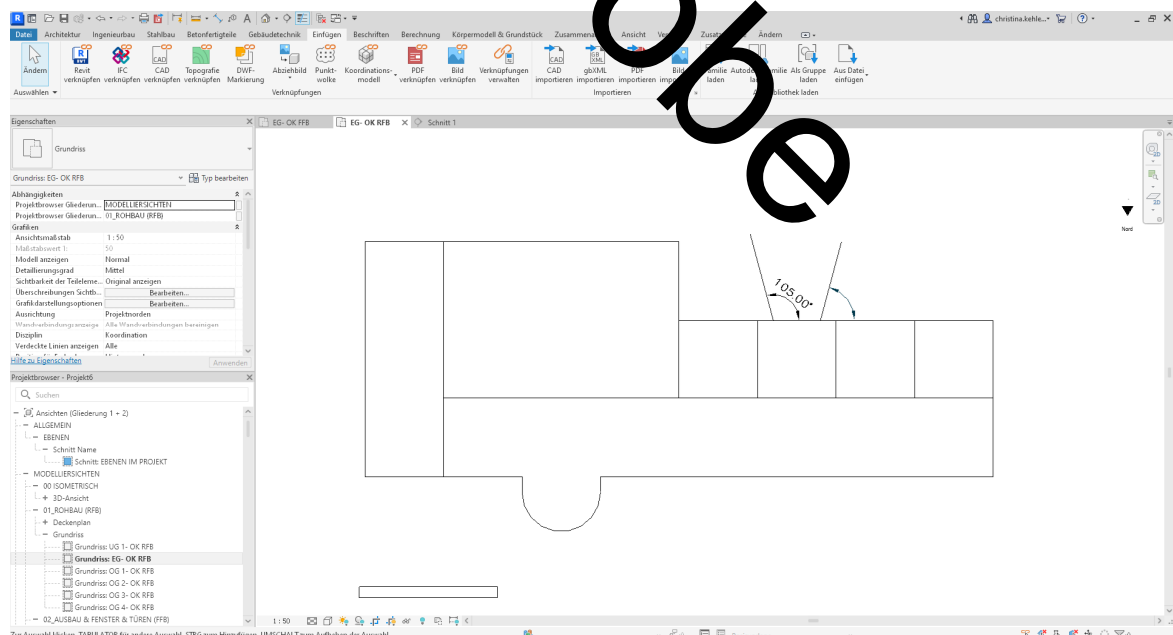 christina.kehle...
Datei Architektur Ingenieurbau Stahlbau Betonfertigteile Gebäudetechnik Einfügen Beschriften Berechnung Körpermodell & Grundstück Ansicht Ändern
Ändern
Revit verknüpfen
IFC verknüpfen
CAD verknüpfen
Topografie verknüpfen
DWF-Markierung
Abziehbild
Punkt-wolke
Koordinations-modell
PDF verknüpfen
Bild verknüpfen
Verknüpfungen verwalten
CAD importieren
gbXML importieren
PDF importieren
Bild
Als Gruppe laden
Aus Datei einfügen
Auswählen Verknüpfungen Importieren
Eigenschaften
EG- OK FFB EG- OK RFB Schnitt 1
Grundriss
Grundriss: EG- OK RFB Typ bearbeiten
Abhängigkeiten
Projektbrowser Gliederun... MODELLIERSICHTEN
Projektbrowser Gliederun... 01_ROHBAU (RFB)
Grafiken
Ansichtsmaßstab 1 : 50
Maßstabswert 1: 50
Modell anzeigen Normal
Detaillierungsgrad Mittel
Sichtbarkeit der Teileleme... Original anzeigen
Überschreibungen Sichtb... Bearbeiten...
Grafikdarstellungsoptionen Bearbeiten...
Ausrichtung Projektnorden
Wandverbindungsanzeige Alle Wandverbindungen bereinigen
Disziplin Koordination
Verdeckte Linien anzeigen Alle
Hilfe zu Eigenschaften Anwenden
Projektbrowser - Projekt6
Suchen
Ansichten (Gliederung 1 + 2)
ALLGEMEIN
EBENEN
Schnitt Name
Schnitt: EBENEN IM PROJEKT
MODELLIERSICHTEN
00 ISOMETRISCH
3D-Ansicht
01_ROHBAU (RFB)
Deckenplan
Grundriss
Grundriss: UG 1- OK RFB
Grundriss: EG- OK RFB
Grundriss: OG 1- OK RFB
Grundriss: OG 2- OK RFB
Grundriss: OG 3- OK RFB
Grundriss: OG 4- OK RFB
02_AUSBAU & FENSTER & TÜREN (FFB)
105.00°
Nord
1 : 50